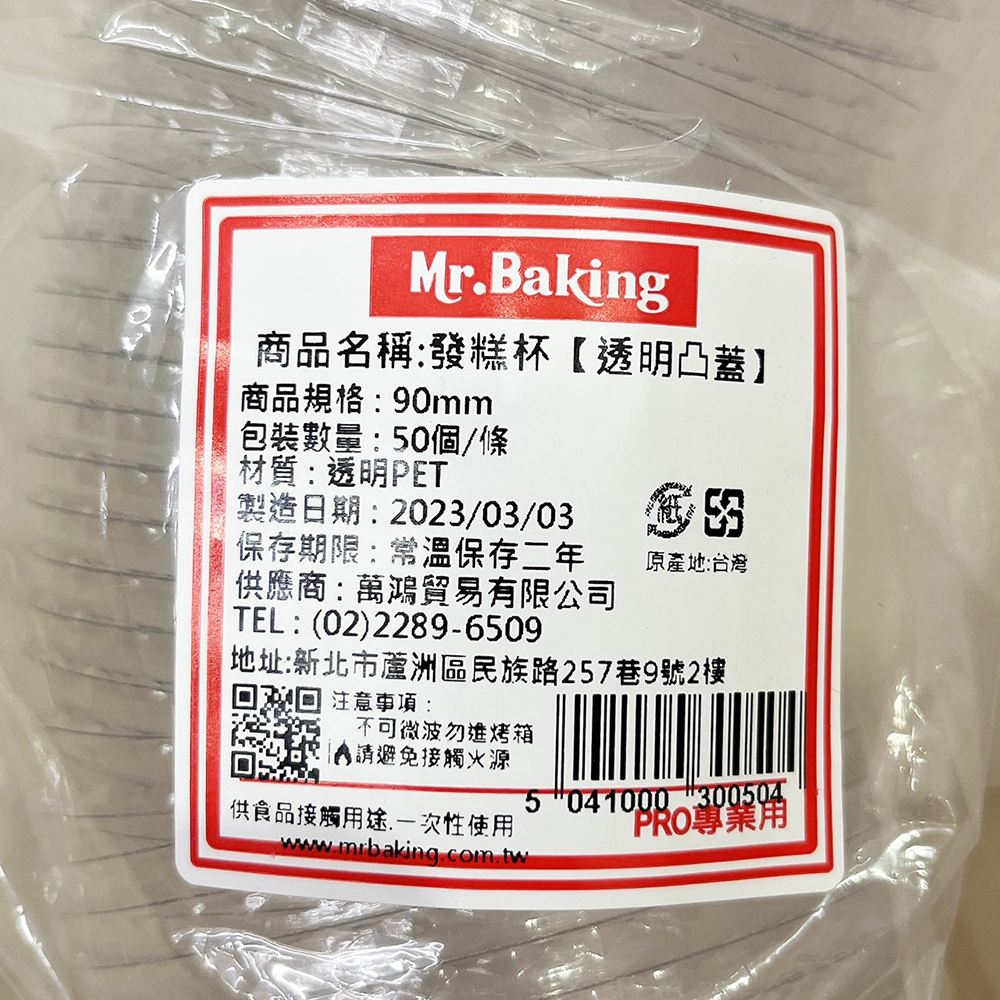 Mr.Baking
商品名稱:發糕杯【透明凸蓋】
商品規格：90mm
包裝數量：50個/條
材質：透明PET
製造日期：2023/03/03
保存期限：常溫保存二年
紙
原產地:台灣
供應商：萬鴻貿易有限公司
TEL：(02)2289-6509
地址:新北市蘆洲區民族路257巷9號2樓
注意事項：
不可微波勿進烤箱
請避免接觸火源
5 041000 300504
供食品接觸用途.一次性使用
PRO專業用
www.mrbaking.com.tw